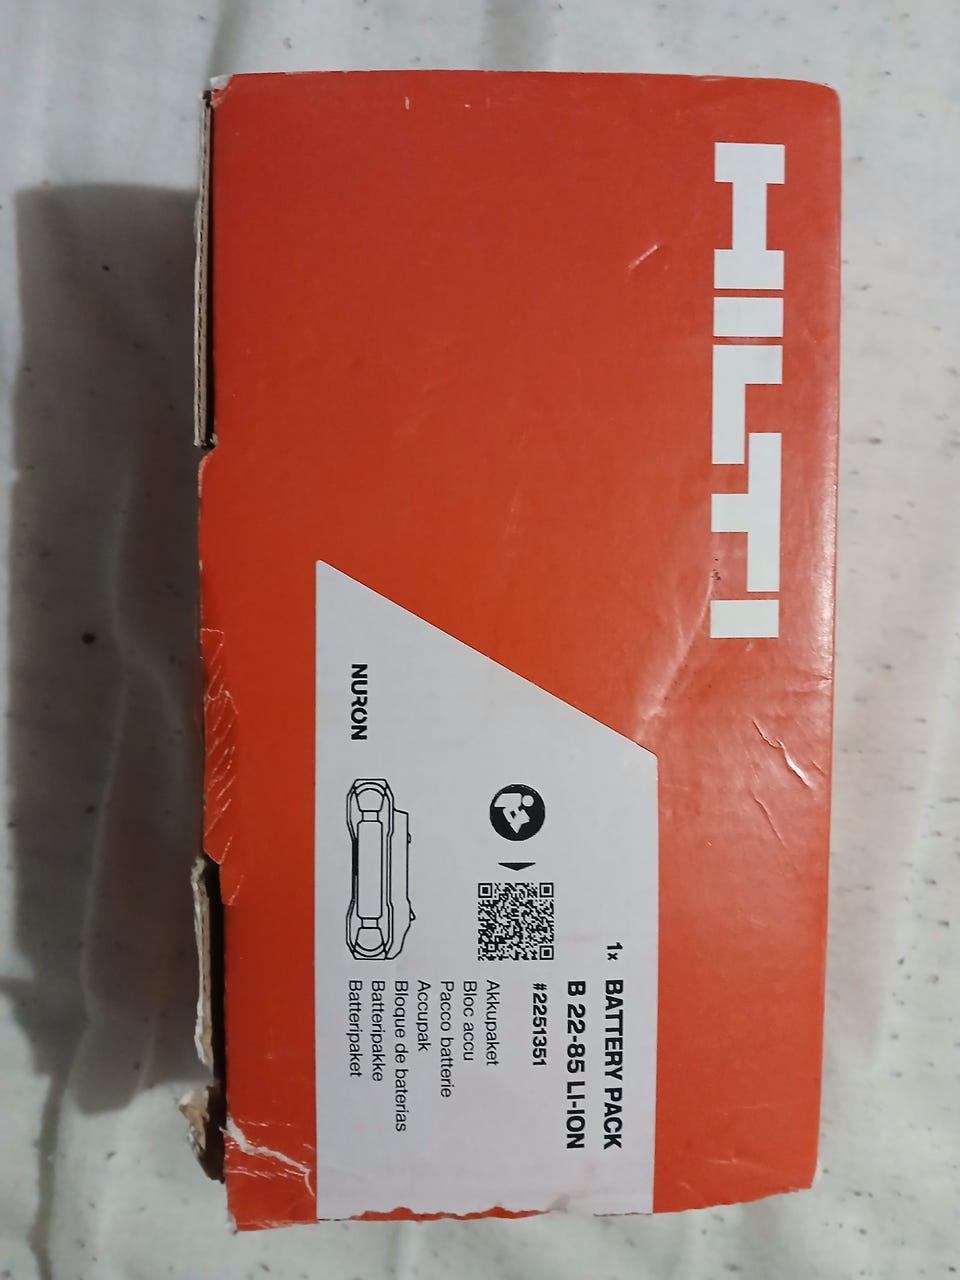 HILTI
NURON
1x BATTERY PACK
B 22-85 LI-ION
#2251351
Akkupaket
Bloc accu
Pacco batterie
Accupak
Bloque de baterias
Batteripakke
Batteripaket